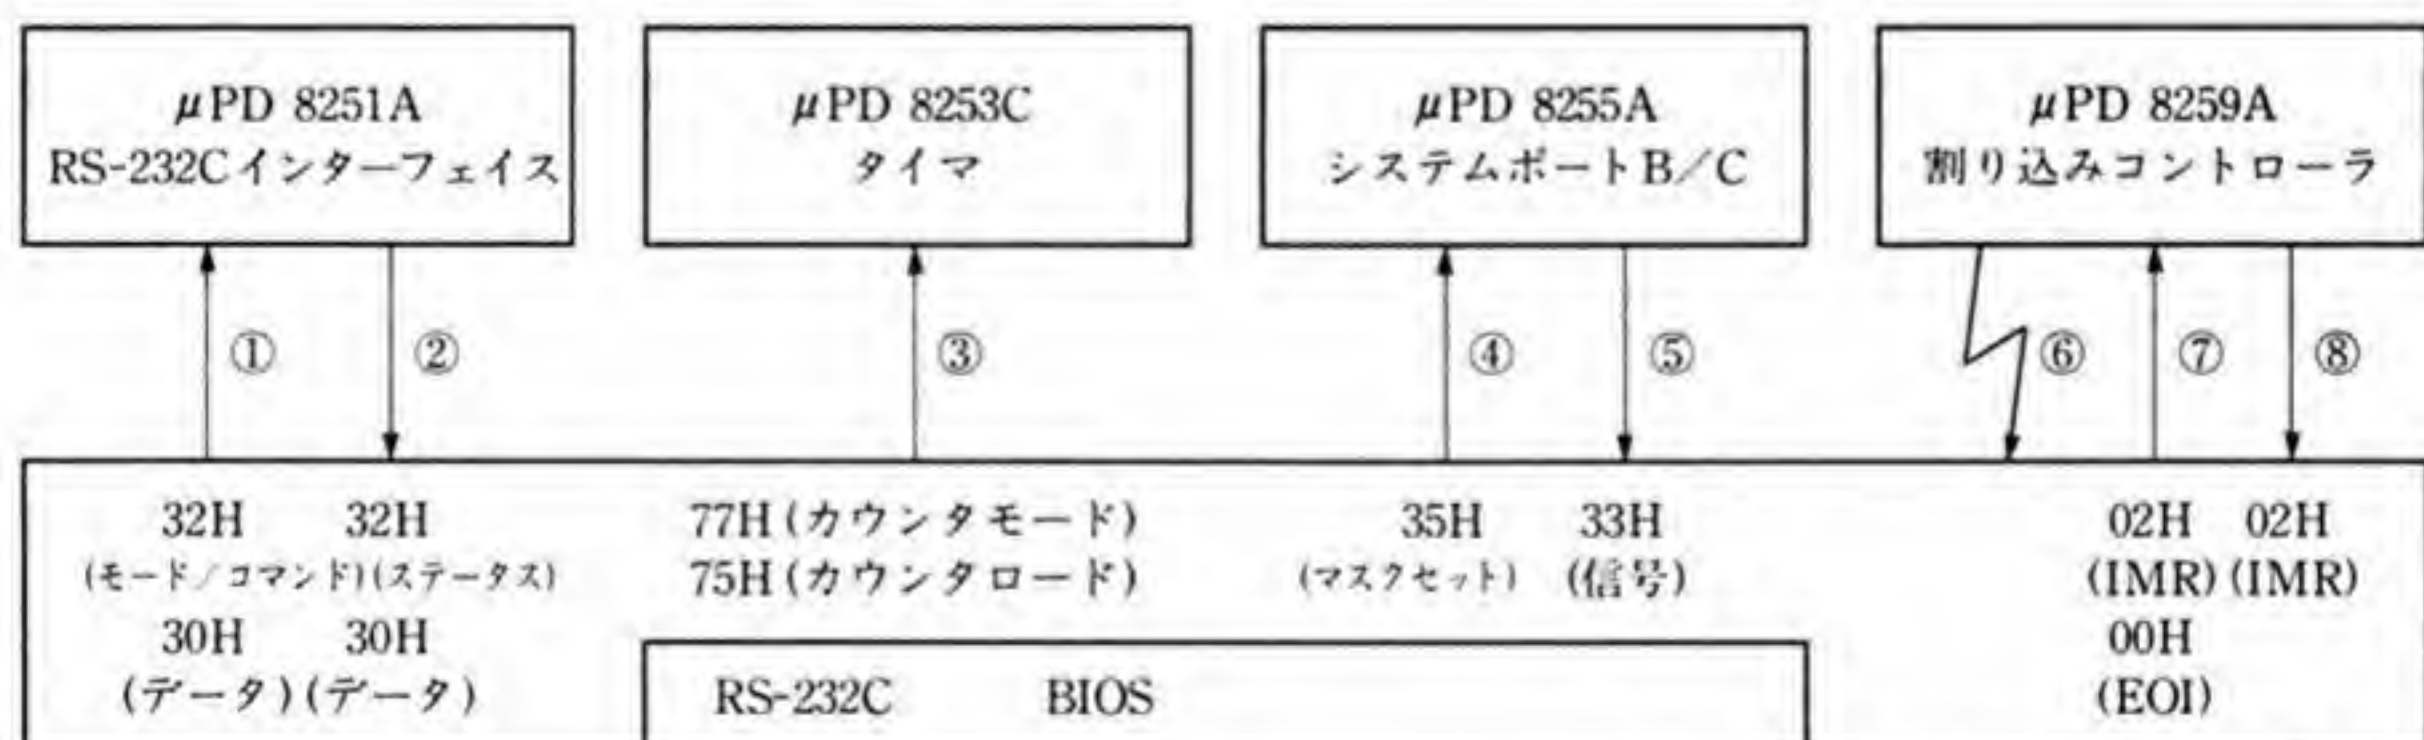 μPD 8251A
RS-232Cインターフェイス
μPD 8253C
タイマ
μPD 8255A
システムポートB/C
μPD 8259A
割り込みコントローラ
① ② ③ ④ ⑤ ⑥ ⑦ ⑧
32H 32H
(モード/コマンド)(ステータス)
30H 30H
(データ)(データ)
77H(カウンタモード)
75H(カウンタロード)
35H 33H
(マスクセット) (信号)
02H 02H
(IMR)(IMR)
00H
(EOI)
RS-232C BIOS